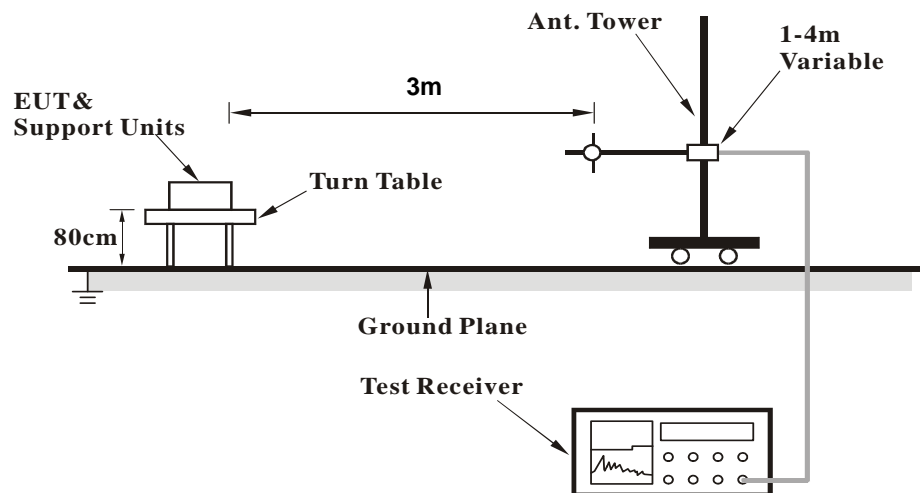 Ant. Tower
1-4m
Variable
3m
EUT&
Support Units
Turn Table
80cm
Ground Plane
Test Receiver